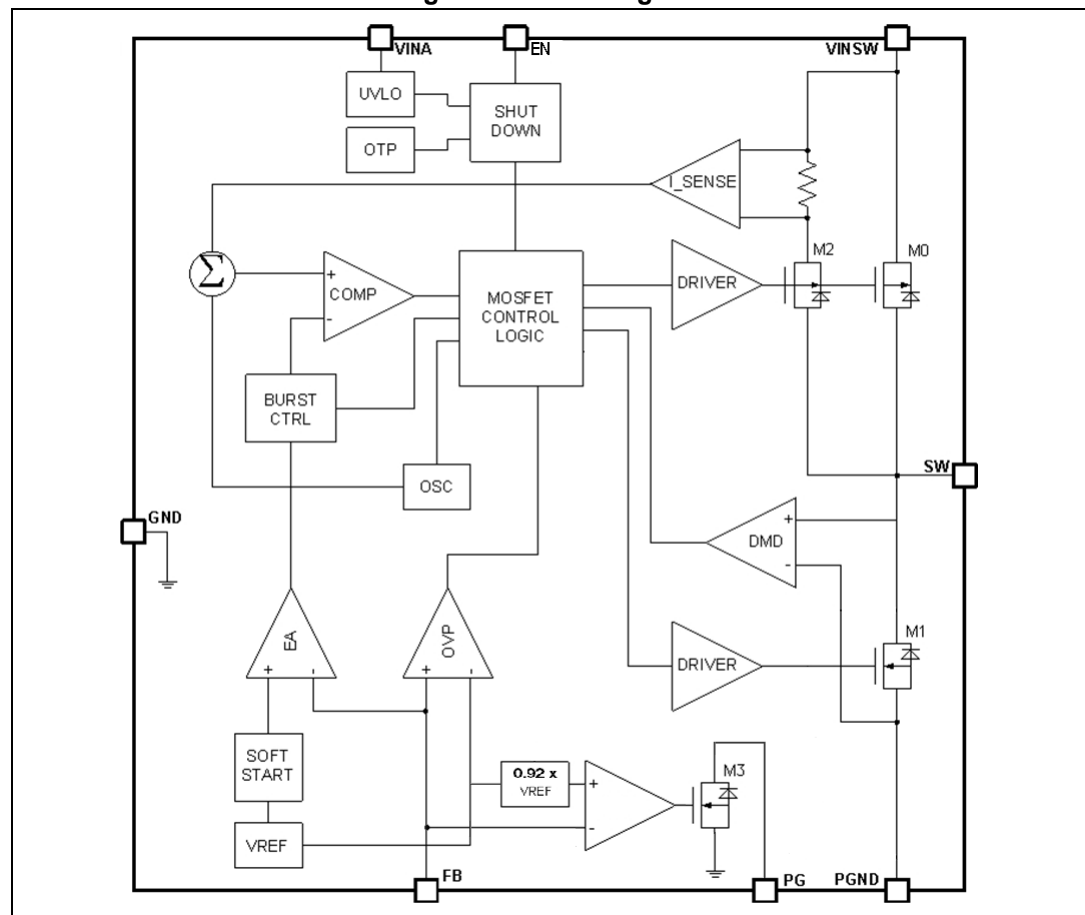 VINA
EN
VINSW
UVLO
SHUT
DOWN
OTP
I_SENSE
M2
M0
Σ
+
COMP
-
MOSFET
CONTROL
LOGIC
DRIVER
BURST
CTRL
OSC
SW
GND
+
DMD
-
EA
+
-
OVP
+
-
M1
DRIVER
SOFT
START
0.92 x
VREF
+
-
M3
VREF
FB
PG
PGND